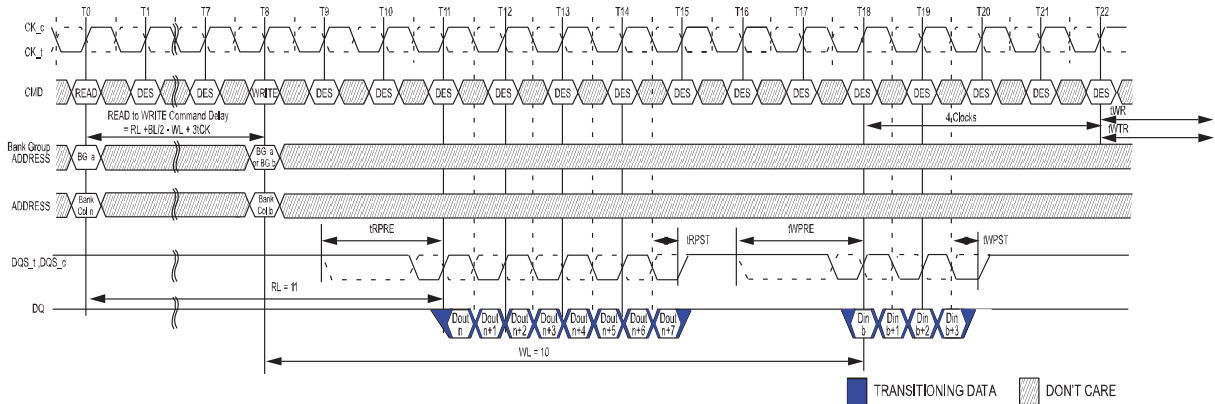 T0 T1 T7 T8 T9 T10 T11 T12 T13 T14 T15 T16 T17 T18 T19 T20 T21 T22
CK_c
CK_t
CMD READ DES DES WRITE DES DES DES DES DES DES DES DES DES DES DES DES DES DES
READ to WRITE Command Delay
= RL +BL/2 - WL + 3tCK
4 Clocks
tWR
tWTR
Bank Group
ADDRESS
BG a
BG a
or BG b
ADDRESS
Bank
Col n
Bank
Col b
tRPRE
tRPST
tWPRE
tWPST
DQS_t ,DQS_c
RL = 11
DQ
Dout
n
Dout
n+1
Dout
n+2
Dout
n+3
Dout
n+4
Dout
n+5
Dout
n+6
Dout
n+7
Din
b
Din
b+1
Din
b+2
Din
b+3
WL = 10
TRANSITIONING DATA
DON'T CARE